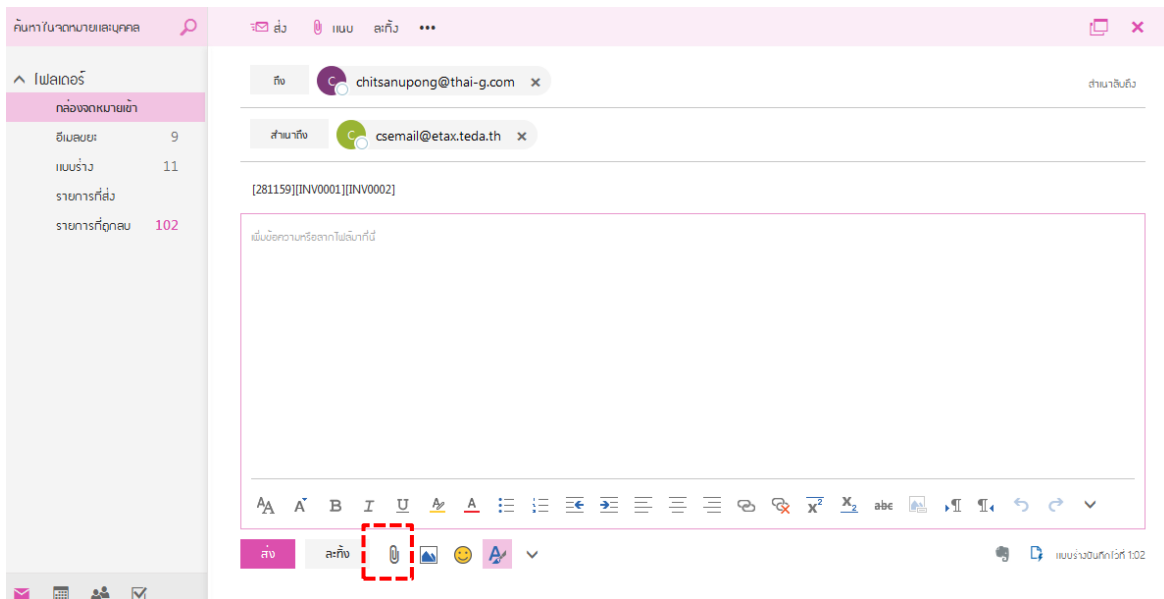 ค้นหาในจดหมายและบุคคล
ส่ง แนบ ละทิ้ง •••
โฟลเดอร์
กล่องจดหมายเข้า
อีเมลขยะ 9
แบบร่าง 11
รายการที่ส่ง
รายการที่ถูกลบ 102
ถึง C chitsanupong@thai-g.com สำเนาลับถึง
สำเนาถึง C csemail@etax.teda.th
[281159][INV0001][INV0002]
เพิ่มข้อความหรือลากไฟล์มาที่นี่
ส่ง ละทิ้ง แบบร่างบันทึกไว้ที่ 1:02